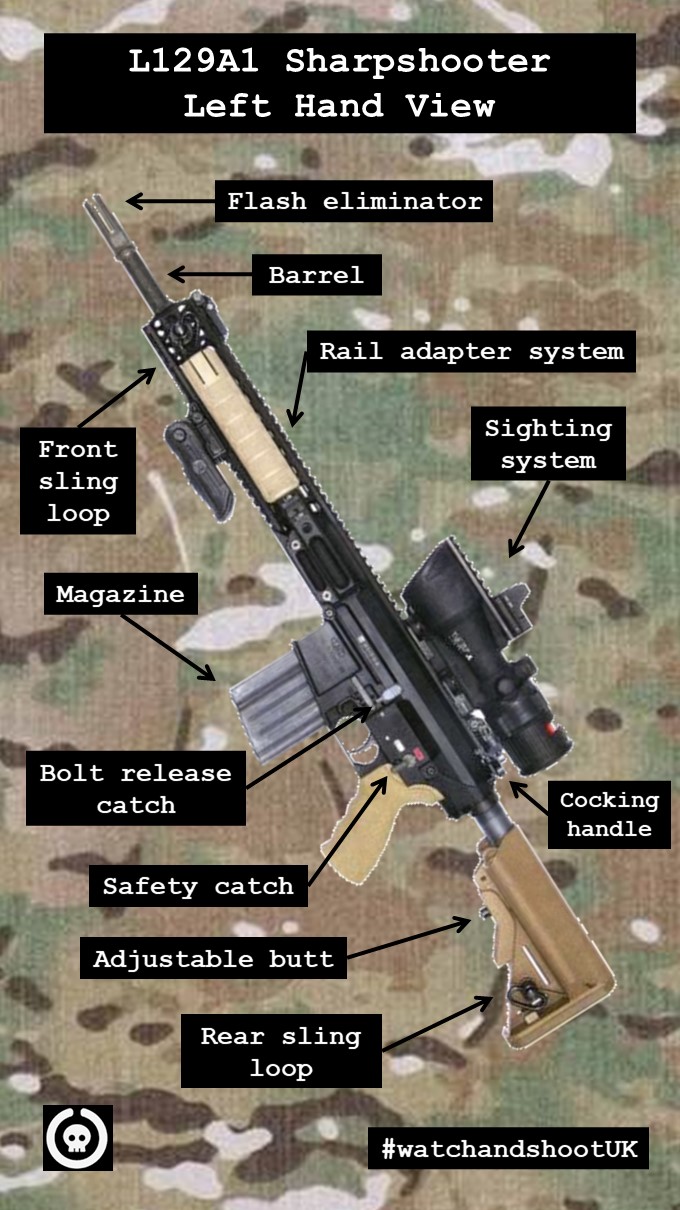 L129A1 Sharpshooter
Left Hand View
Flash eliminator
Barrel
Rail adapter system
Sighting
system
Front
sling
loop
Magazine
Bolt release
catch
Cocking
handle
Safety catch
Adjustable butt
Rear sling
loop
#watchandshootUK